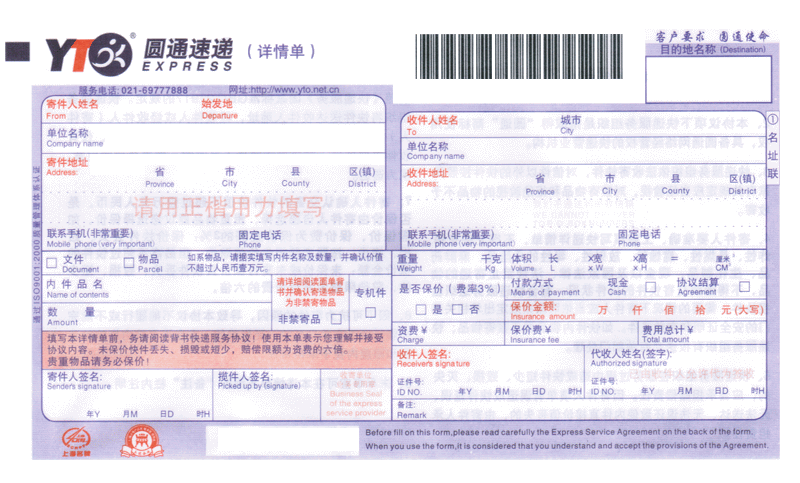 YTO 圆通速递 (详情单)
EXPRESS
服务电话: 021-69777888 网址:http://www.yto.net.cn
客户要求 圆通使命
目的地名称 (Destination)
寄件人姓名 始发地
From Departure
单位名称
Company name
寄件地址 省 市 县 区(镇)
Address: Province City County District
请用正楷用力填写
联系手机(非常重要) 固定电话
Mobile phone (very important) Phone
收件人姓名 城市
To City
单位名称
Company name
收件地址 省 市 县 区(镇)
Address: Province City County District
联系手机(非常重要) 固定电话
Mobile phone (very important) Phone
①名址联
通过ISO9001:2000质量管理体系认证
文件 物品 如系物品，请据实填写内件名称及数量，并确认价值
Document Parcel 不超过人民币壹万元。
内件品名
Name of contents
数量
Amount
请详细阅读面单背
书并确认寄递物品
为非禁寄物品
非禁寄品
专机件
填写本详情单前，务请阅读背书快递服务协议！使用本单表示您理解并接受
协议内容。未保价快件丢失、损毁或短少，赔偿限额为资费的六倍。
贵重物品请务必保价！
寄件人签名: 揽件人签名:
Sender's signature Picked up by (signature)
年Y 月M 日D 时H
Business Seal
of the express
service provider
重量 千克 体积 长 x宽 x高 = 厘米³
Weight Kg Volume L x W x H CM³
是否保价（费率3%）
是 否
付款方式 现金 协议结算
Means of payment Cash Agreement
保价金额: 万 仟 佰 拾 元(大写)
Insurance amount
资费￥ 保价费￥ 费用总计￥
Charge Insurance fee Total amount
收件人签名: 代收人签名(签字):
Receiver's signature Authorized signature
证件号: 证件号:
ID NO. 年Y 月M 日D 时H ID NO. 年Y 月M 日D 时H
备注:
Remark
Before fill on this form,please read carefully the Express Service Agreement on the back of the form.
When you use the form,it is considered that you understand and accept the provisions of the Agreement.